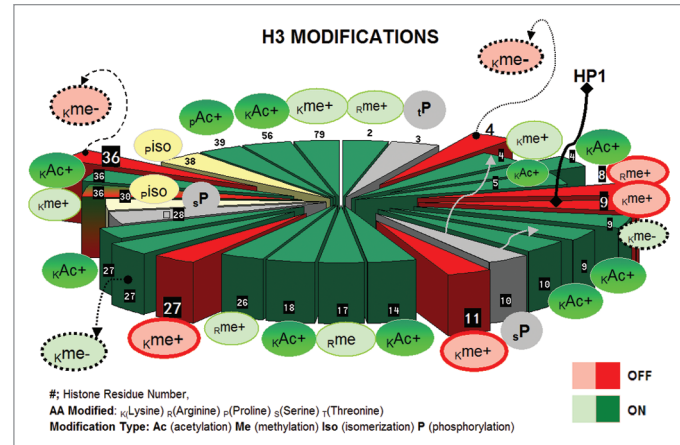 H3 MODIFICATIONS
Kme-
Kme-
HP1
PAc+
KAc+
Kme+
Rme+
tP
39
56
79
2
3
4
PISO
38
Kme+
4
KAc+
4
36
KAc+
36
5
KAc+
8
Rme+
Kme+
36
30
PISO
sP
28
9
Kme+
9
Kme-
KAc+
27
27
27
26
18
17
14
11
10
10
9
KAc+
KAc+
Kme-
Kme+
Rme+
KAc+
Rme
KAc+
Kme+
sP
OFF
ON
#; Histone Residue Number,
AA Modified: K(Lysine) R(Arginine) P(Proline) S(Serine) T(Threonine)
Modification Type: Ac (acetylation) Me (methylation) Iso (isomerization) P (phosphorylation)